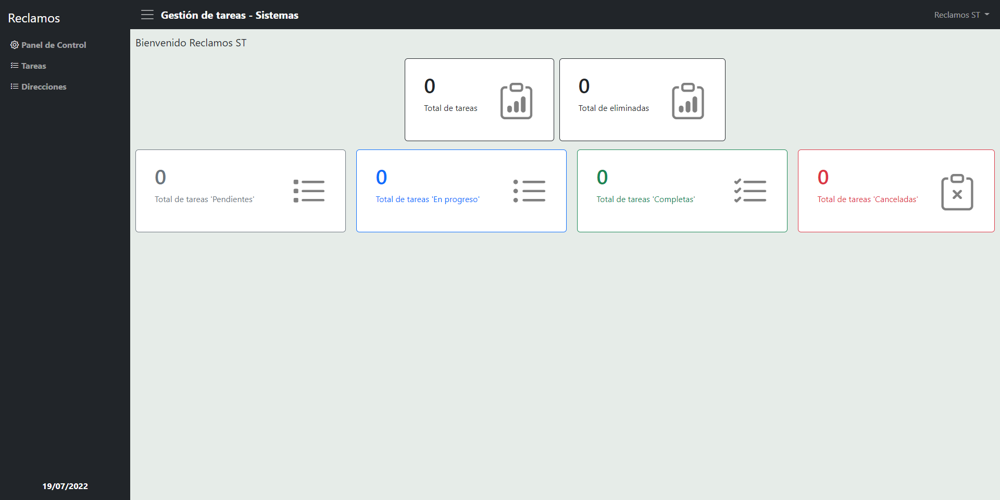 Reclamos
Gestión de tareas - Sistemas
Reclamos ST
Panel de Control
Tareas
Direcciones
19/07/2022
Bienvenido Reclamos ST
0
Total de tareas
0
Total de eliminadas
0
Total de tareas 'Pendientes'
0
Total de tareas 'En progreso'
0
Total de tareas 'Completas'
0
Total de tareas 'Canceladas'